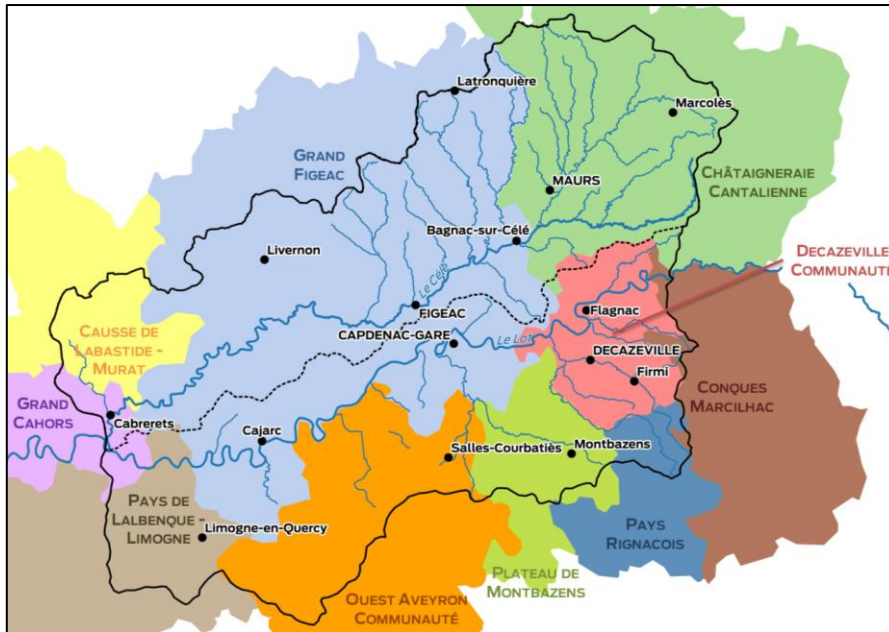 Latronquière
Marcolès
GRAND
FIGEAC
CHÂTAIGNERAIE
CANTALIENNE
MAURS
Bagnac-sur-Célé
DECAZEVILLE
COMMUNAUTÉ
Livernon
Le Célé
FIGEAC
Flagnac
CAUSSE DE
LABASTIDE -
MURAT
CAPDENAC-GARE
Le Lot
DECAZEVILLE
Firmi
CONQUES
MARCILHAC
GRAND
CAHORS
Cabrerets
Cajarc
Salles-Courbatiès
Montbazens
PAYS DE
LALBENQUE -
LIMOGNE
Limogne-en-Quercy
PAYS
RIGNACOIS
PLATEAU DE
MONTBAZENS
OUEST AVEYRON
COMMUNAUTÉ